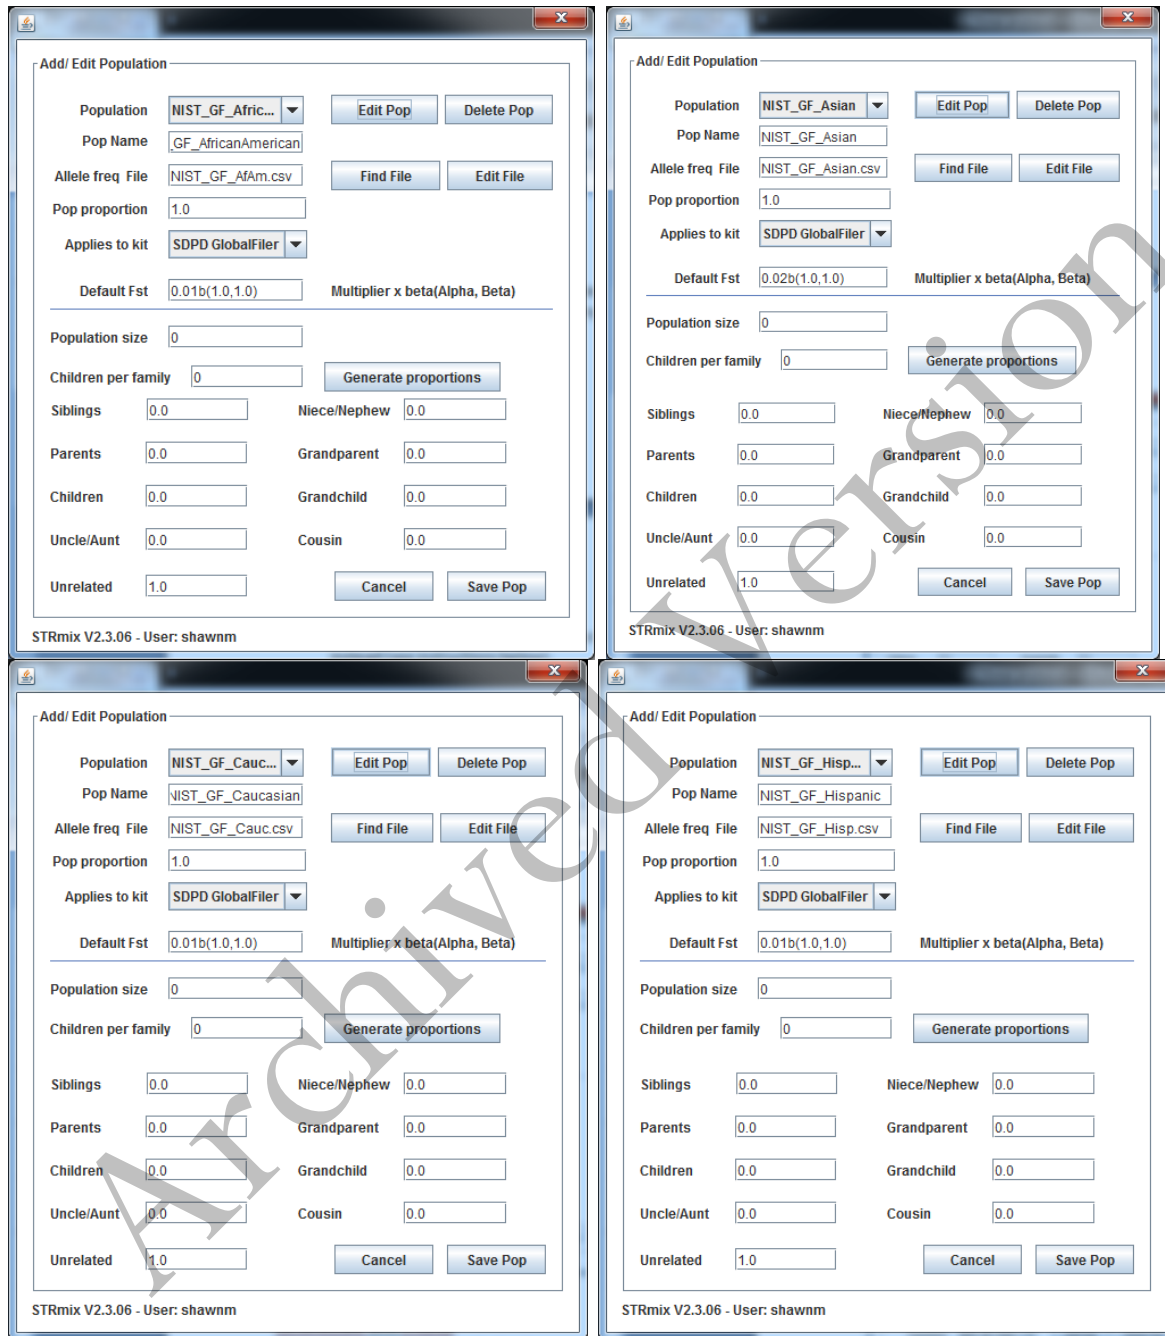 Add/ Edit Population
Population NIST_GF_Afric... Edit Pop Delete Pop
Pop Name _GF_AfricanAmerican
Allele freq File NIST_GF_AfAm.csv Find File Edit File
Pop proportion 1.0
Applies to kit SDPD GlobalFiler
Default Fst 0.01b(1.0,1.0) Multiplier x beta(Alpha, Beta)
Population size 0
Children per family 0 Generate proportions
Siblings 0.0 Niece/Nephew 0.0
Parents 0.0 Grandparent 0.0
Children 0.0 Grandchild 0.0
Uncle/Aunt 0.0 Cousin 0.0
Unrelated 1.0 Cancel Save Pop
STRmix V2.3.06 - User: shawnm
Add/ Edit Population
Population NIST_GF_Asian Edit Pop Delete Pop
Pop Name NIST_GF_Asian
Allele freq File NIST_GF_Asian.csv Find File Edit File
Pop proportion 1.0
Applies to kit SDPD GlobalFiler
Default Fst 0.02b(1.0,1.0) Multiplier x beta(Alpha, Beta)
Population size 0
Children per family 0 Generate proportions
Siblings 0.0 Niece/Nephew 0.0
Parents 0.0 Grandparent 0.0
Children 0.0 Grandchild 0.0
Uncle/Aunt 0.0 Cousin 0.0
Unrelated 1.0 Cancel Save Pop
STRmix V2.3.06 - User: shawnm
Add/ Edit Population
Population NIST_GF_Cauc... Edit Pop Delete Pop
Pop Name NIST_GF_Caucasian
Allele freq File NIST_GF_Cauc.csv Find File Edit File
Pop proportion 1.0
Applies to kit SDPD GlobalFiler
Default Fst 0.01b(1.0,1.0) Multiplier x beta(Alpha, Beta)
Population size 0
Children per family 0 Generate proportions
Siblings 0.0 Niece/Nephew 0.0
Parents 0.0 Grandparent 0.0
Children 0.0 Grandchild 0.0
Uncle/Aunt 0.0 Cousin 0.0
Unrelated 1.0 Cancel Save Pop
STRmix V2.3.06 - User: shawnm
Add/ Edit Population
Population NIST_GF_Hisp... Edit Pop Delete Pop
Pop Name NIST_GF_Hispanic
Allele freq File NIST_GF_Hisp.csv Find File Edit File
Pop proportion 1.0
Applies to kit SDPD GlobalFiler
Default Fst 0.01b(1.0,1.0) Multiplier x beta(Alpha, Beta)
Population size 0
Children per family 0 Generate proportions
Siblings 0.0 Niece/Nephew 0.0
Parents 0.0 Grandparent 0.0
Children 0.0 Grandchild 0.0
Uncle/Aunt 0.0 Cousin 0.0
Unrelated 1.0 Cancel Save Pop
STRmix V2.3.06 - User: shawnm
Archived Version